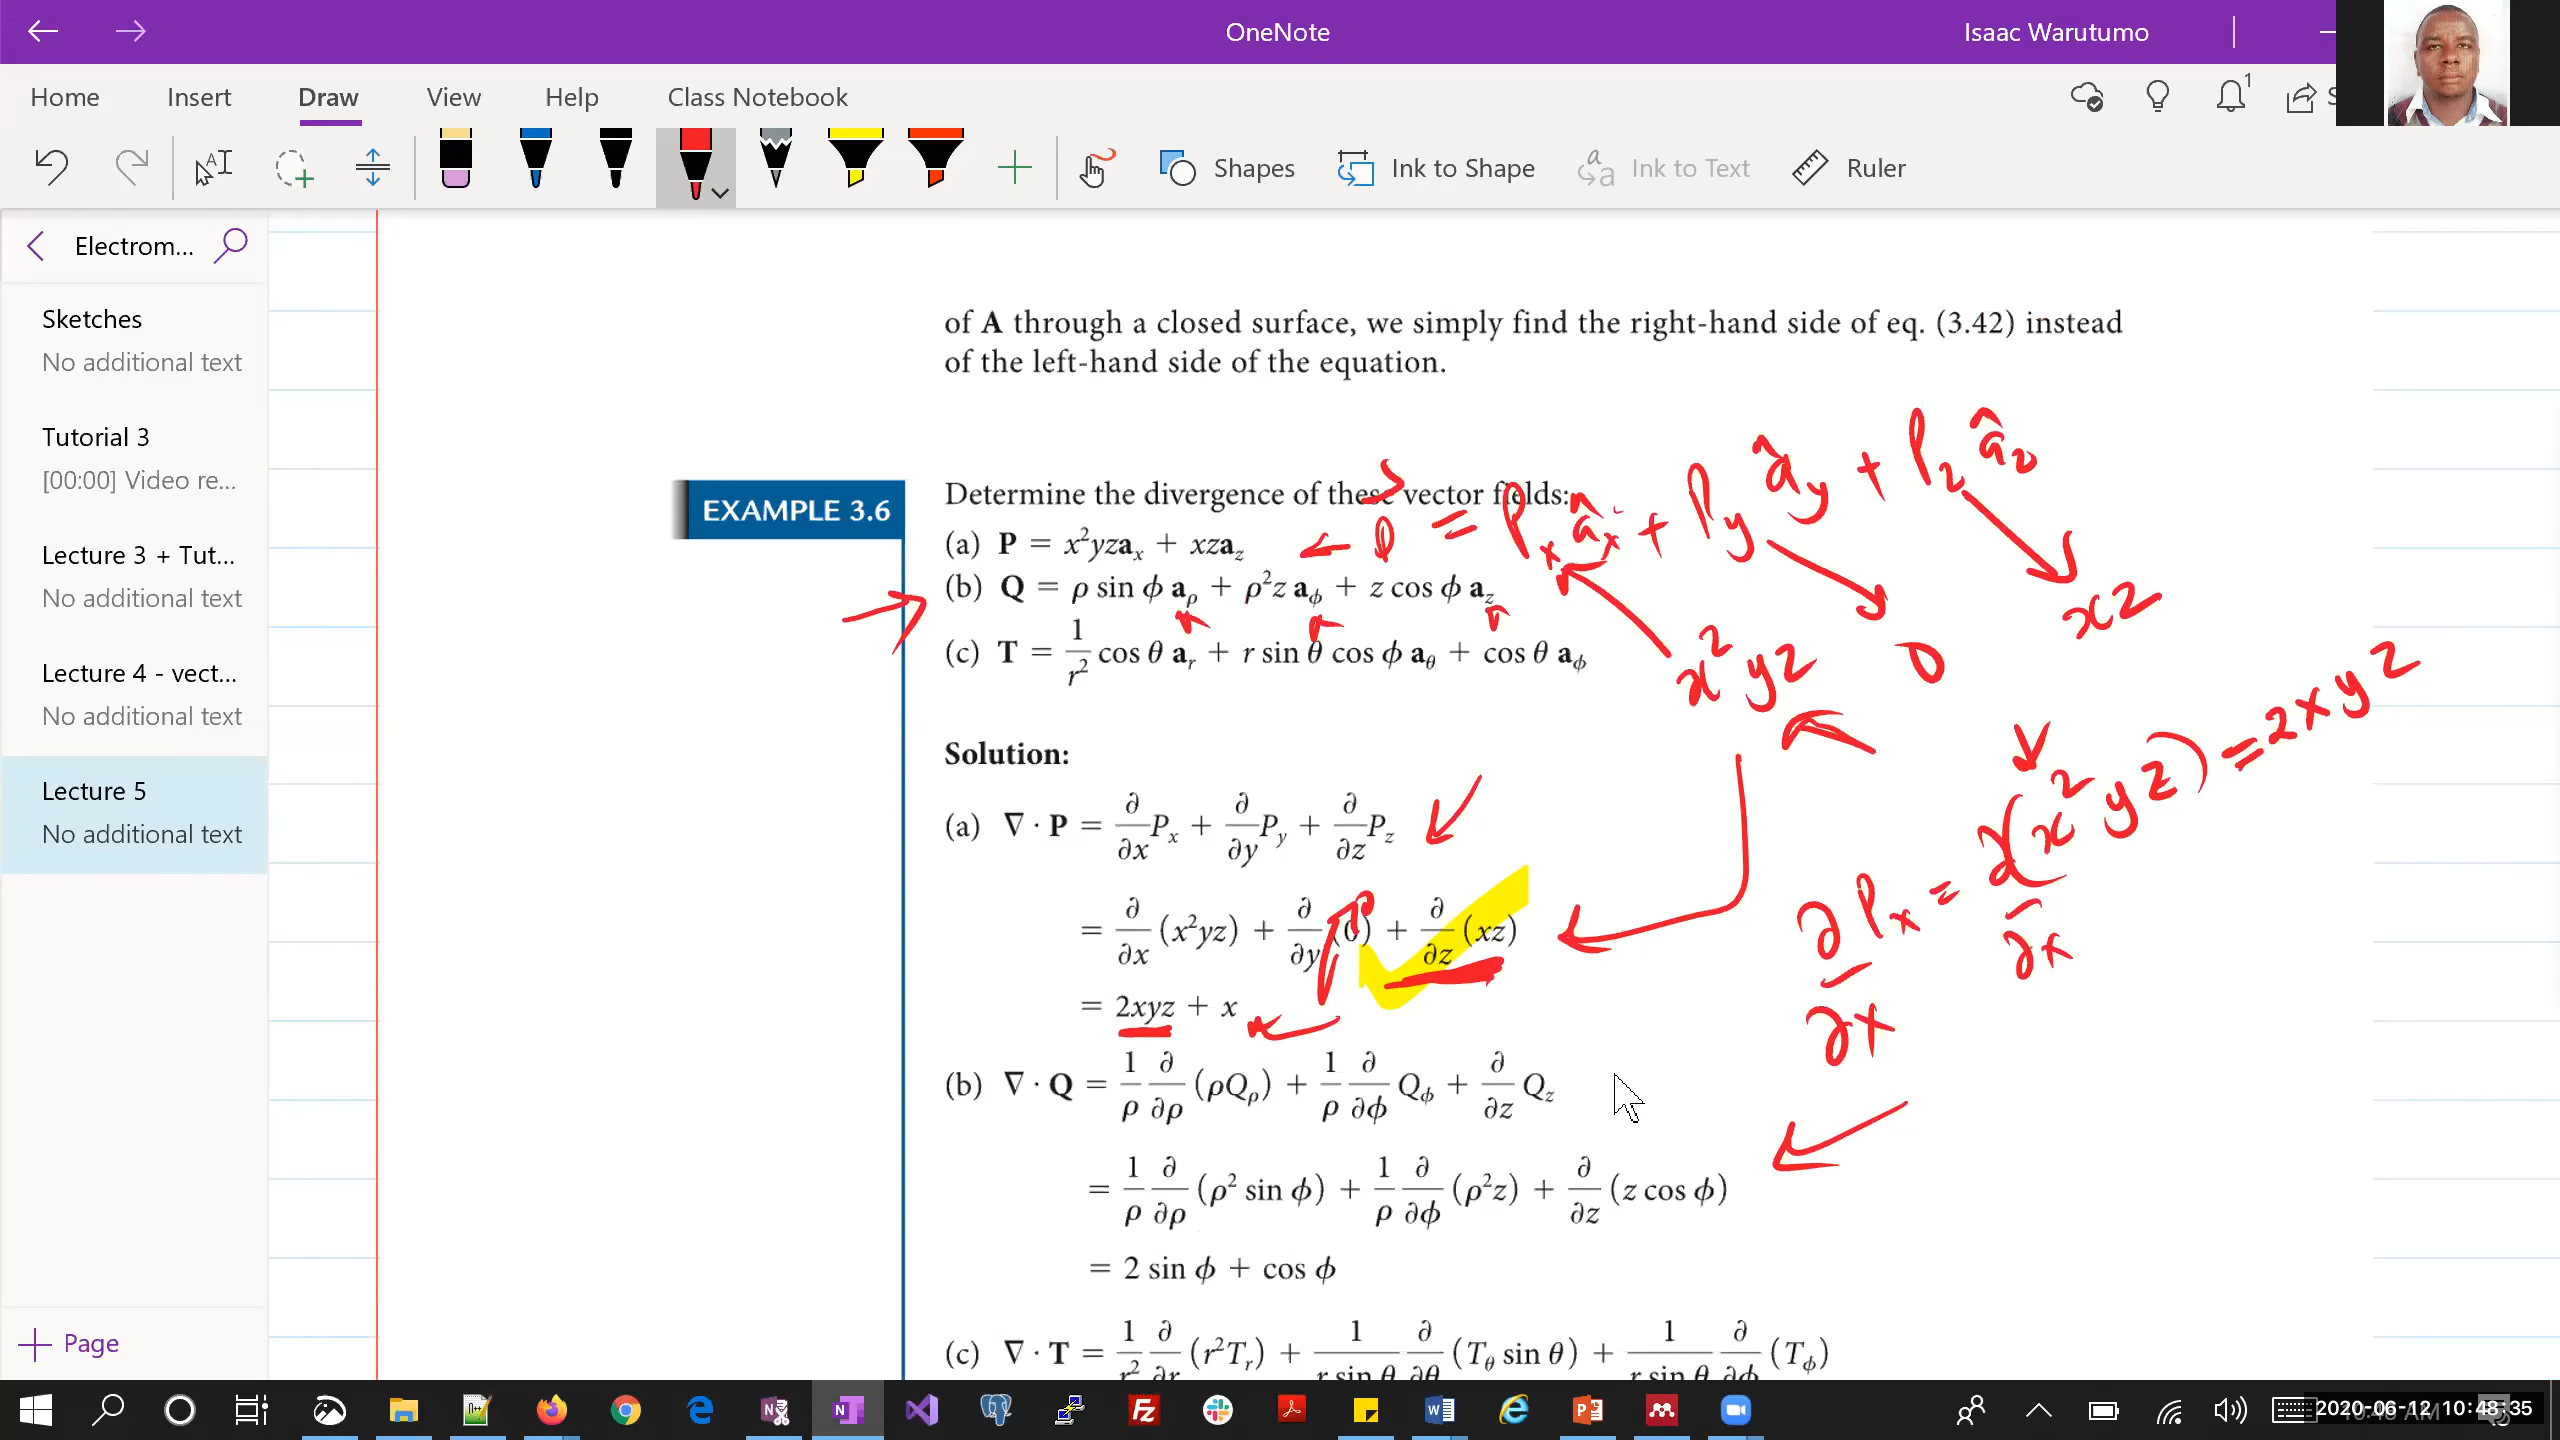 OneNote
Isaac Warutumo
Home Insert Draw View Help Class Notebook
Shapes Ink to Shape Ink to Text Ruler
Electrom...
Sketches
No additional text
Tutorial 3
[00:00] Video re...
Lecture 3 + Tut...
No additional text
Lecture 4 - vect...
No additional text
Lecture 5
No additional text
+ Page
of A through a closed surface, we simply find the right-hand side of eq. (3.42) instead
of the left-hand side of the equation.
EXAMPLE 3.6
Determine the divergence of these vector fields:
(a) P = x²yza_x + xza_z
(b) Q = ρ sin ϕ a_ρ + ρ²z a_ϕ + z cos ϕ a_z
(c) T = 1/r² cos θ a_r + r sin θ cos ϕ a_θ + cos θ a_ϕ
P = P_x â_x + P_y â_y + P_z â_z
x²yz 0 xz
Solution:
(a) ∇ · P = ∂/∂x P_x + ∂/∂y P_y + ∂/∂z P_z
= ∂/∂x (x²yz) + ∂/∂y (0) + ∂/∂z (xz)
= 2xyz + x
∂P_x/∂x = ∂(x²yz)/∂x = 2xyz
(b) ∇ · Q = 1/ρ ∂/∂ρ (ρQ_ρ) + 1/ρ ∂/∂ϕ Q_ϕ + ∂/∂z Q_z
= 1/ρ ∂/∂ρ (ρ² sin ϕ) + 1/ρ ∂/∂ϕ (ρ²z) + ∂/∂z (z cos ϕ)
= 2 sin ϕ + cos ϕ
(c) ∇ · T = 1/r² ∂/∂r (r²T_r) + 1/r sin θ ∂/∂θ (T_θ sin θ) + 1/r sin θ ∂/∂ϕ (T_ϕ)
2020-06-12 10:48:35